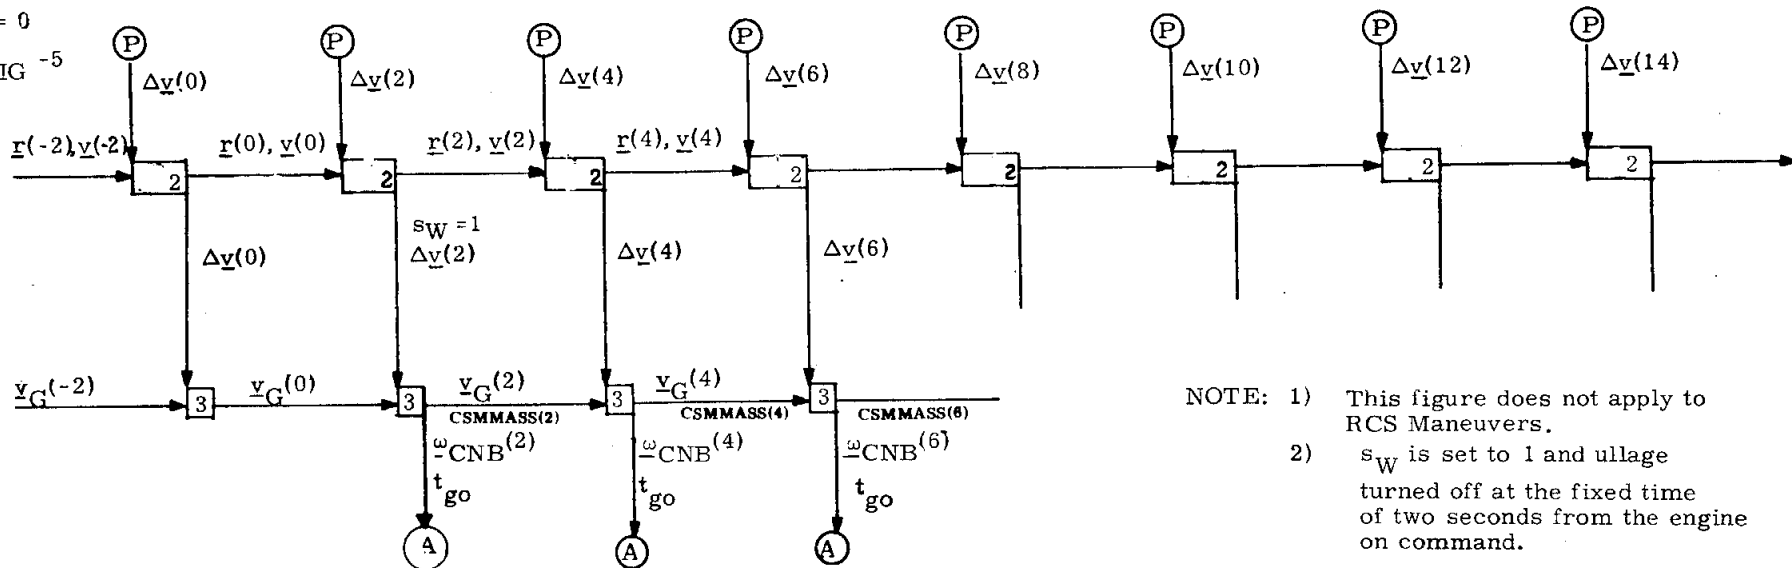 = 0
IG -5
P P P P P P P P
Δv(0) Δv(2) Δv(4) Δv(6) Δv(8) Δv(10) Δv(12) Δv(14)
r(-2),v(-2) r(0), v(0) r(2), v(2) r(4), v(4)
2 2 2 2 2 2 2 2
sW = 1
Δv(0) Δv(2) Δv(4) Δv(6)
vG(-2) vG(0) vG(2) vG(4)
3 3 3 3
CSMMASS(2) CSMMASS(4) CSMMASS(6)
ωCNB(2) ωCNB(4) ωCNB(6)
tgo tgo tgo
A A A
NOTE: 1) This figure does not apply to
RCS Maneuvers.
2) sW is set to 1 and ullage
turned off at the fixed time
of two seconds from the engine
on command.